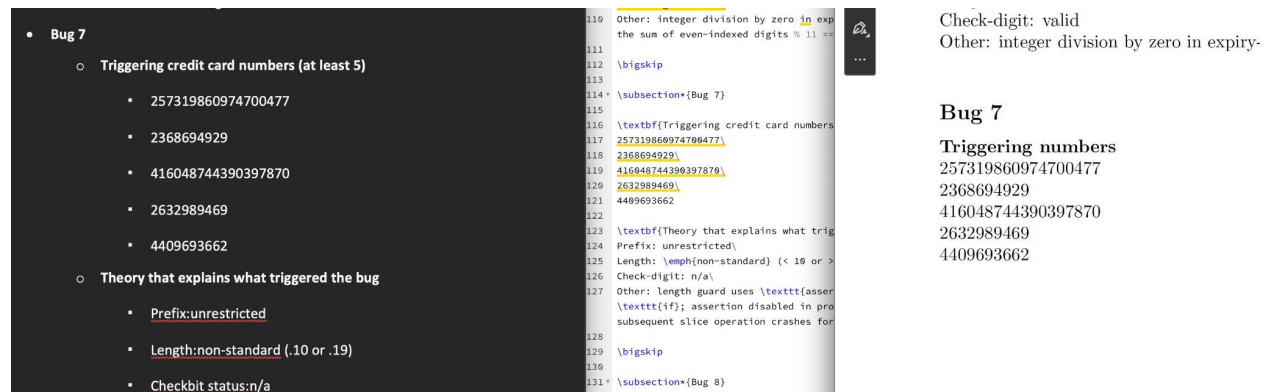 • Bug 7
○ Triggering credit card numbers (at least 5)
▪ 257319860974700477
▪ 2368694929
▪ 416048744390397870
▪ 2632989469
▪ 4409693662
○ Theory that explains what triggered the bug
▪ Prefix:unrestricted
▪ Length:non-standard (.10 or .19)
▪ Checkbit status:n/a
110 Other: integer division by zero in exp
the sum of even-indexed digits % 11 ==
111
112 \bigskip
113
114 \subsection*{Bug 7}
115
116 \textbf{Triggering credit card numbers
117 257319860974700477\
118 2368694929\
119 416048744390397870\
120 2632989469\
121 4409693662
122
123 \textbf{Theory that explains what trig
124 Prefix: unrestricted\
125 Length: \emph{non-standard} (< 10 or >
126 Check-digit: n/a\
127 Other: length guard uses \texttt{asser
\texttt{if}; assertion disabled in pro
subsequent slice operation crashes for
128
129 \bigskip
130
131 \subsection*{Bug 8}
Check-digit: valid
Other: integer division by zero in expiry-
Bug 7
Triggering numbers
257319860974700477
2368694929
416048744390397870
2632989469
4409693662